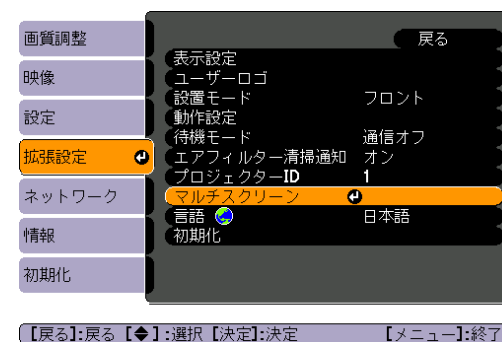 画質調整
映像
設定
拡張設定
ネットワーク
情報
初期化
戻る
表示設定
ユーザーロゴ
設置モード フロント
動作設定
待機モード 通信オフ
エアフィルター清掃通知 オン
プロジェクターID 1
マルチスクリーン
言語 日本語
初期化
【戻る】:戻る 【◆】:選択 【決定】:決定 【メニュー】:終了